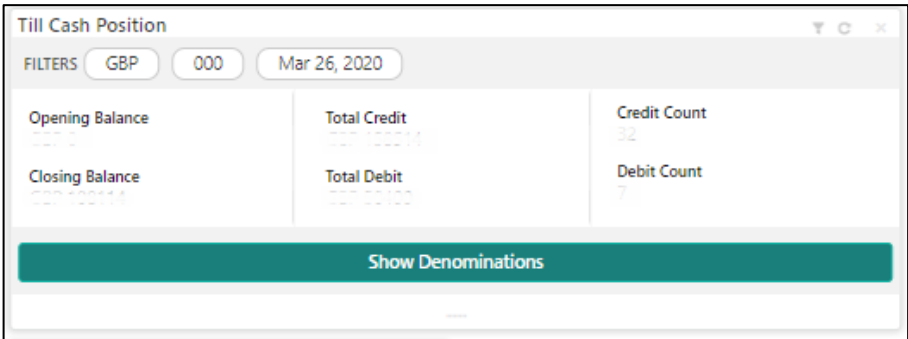 Till Cash Position
FILTERS GBP 000 Mar 26, 2020
Opening Balance Total Credit Credit Count
32
Closing Balance Total Debit Debit Count
7
Show Denominations